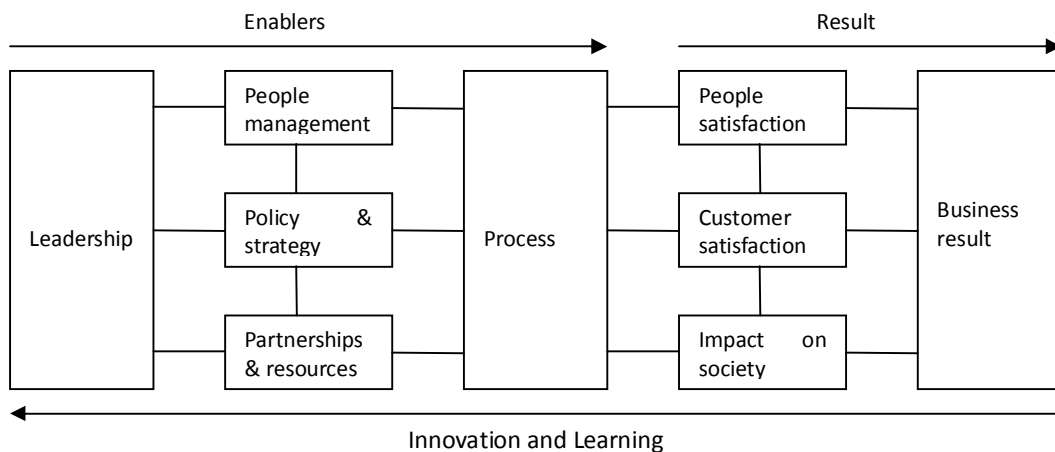 Enablers
Result
People
management
People
satisfaction
Leadership
Policy &
strategy
Process
Customer
satisfaction
Business
result
Partnerships
& resources
Impact on
society
Innovation and Learning